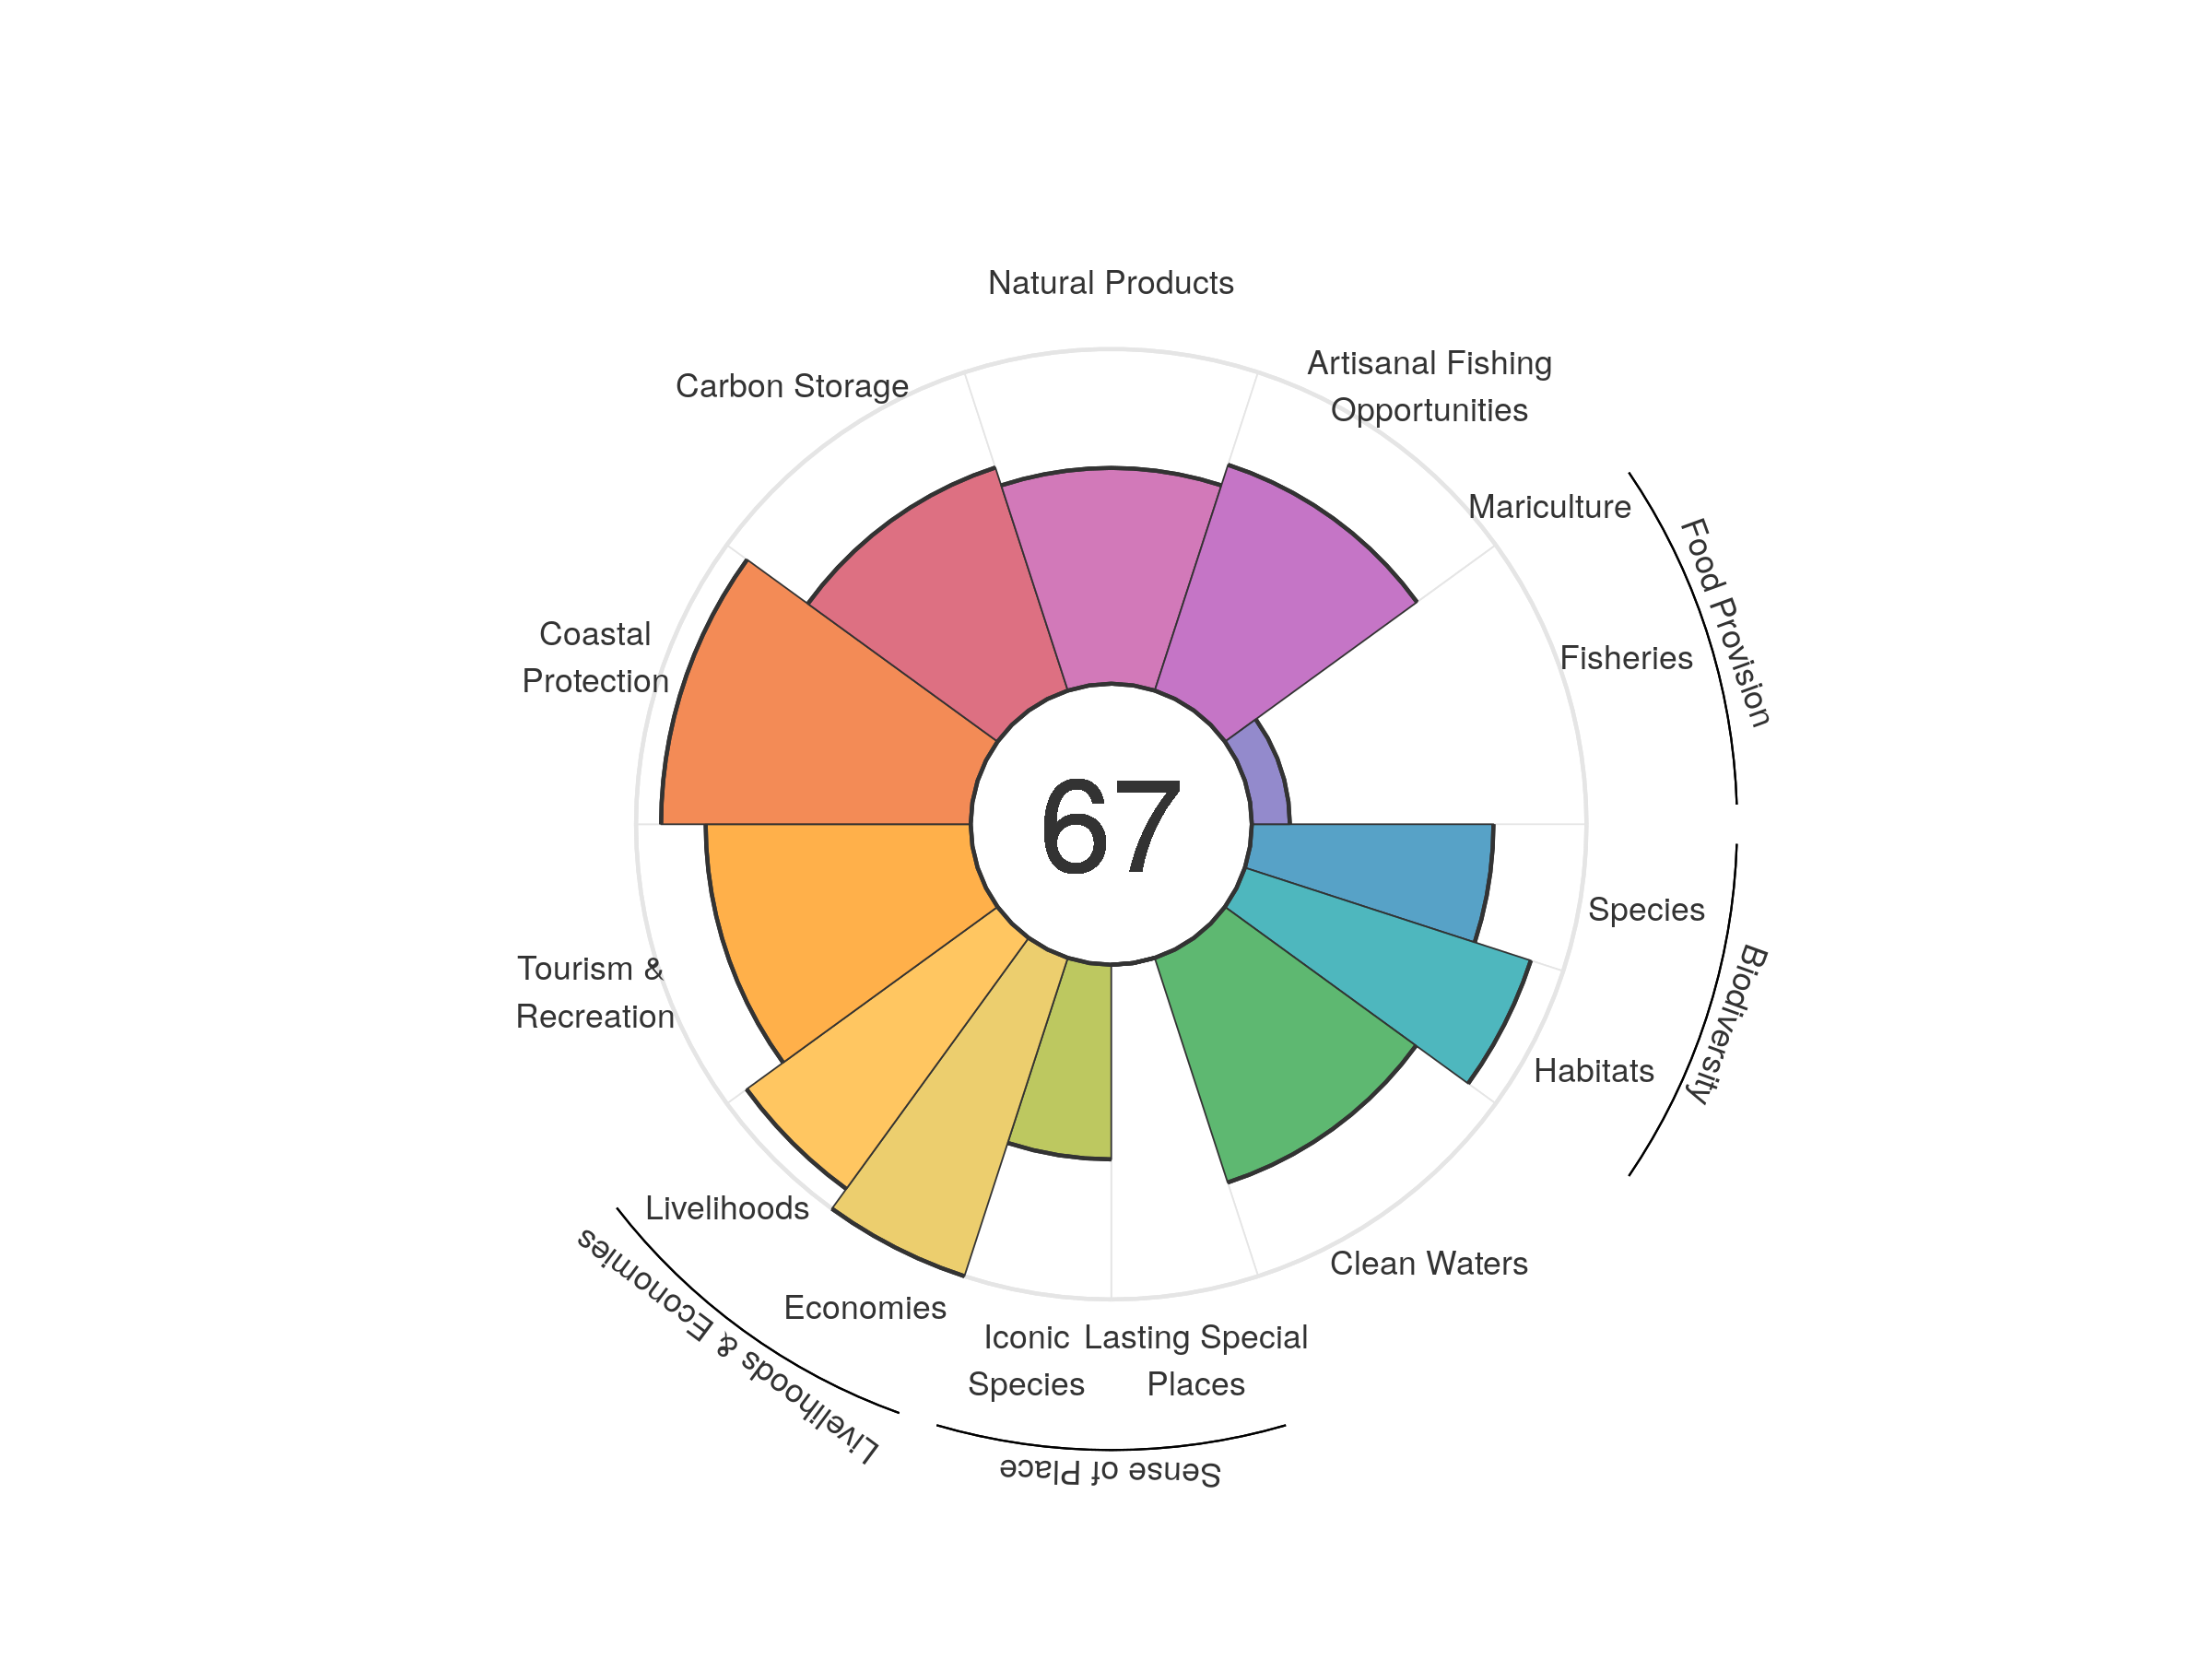 Natural Products
Artisanal Fishing
Opportunities
Carbon Storage
Mariculture
Food Provision
Fisheries
Coastal
Protection
67
Species
Biodiversity
Tourism &
Recreation
Habitats
Livelihoods
Livelihoods & Economies
Clean Waters
Economies
Iconic
Species
Lasting Special
Places
Sense of Place